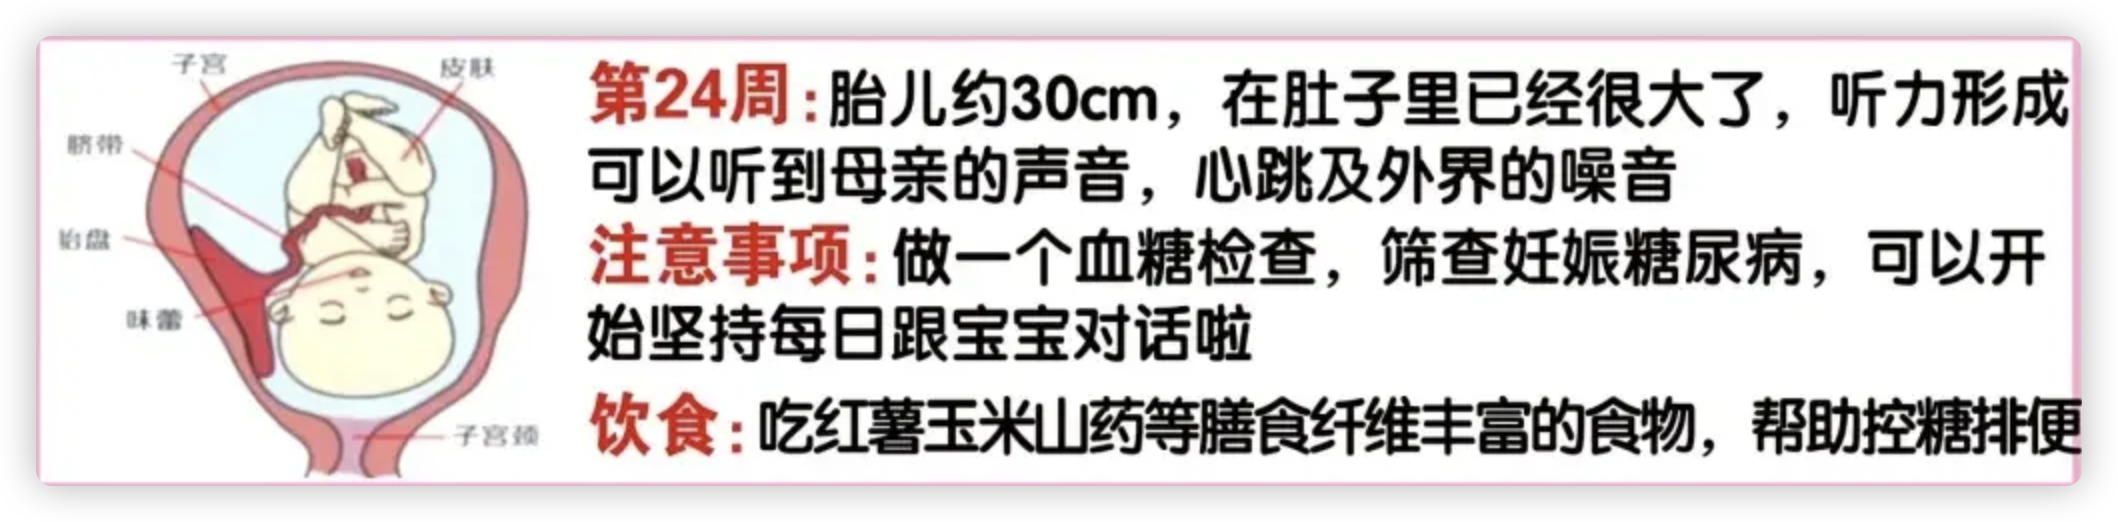 子宫
皮肤
脐带
胎盘
味蕾
子宫颈
第24周:胎儿约30cm，在肚子里已经很大了，听力形成
可以听到母亲的声音，心跳及外界的噪音
注意事项:做一个血糖检查，筛查妊娠糖尿病，可以开
始坚持每日跟宝宝对话啦
饮食:吃红薯玉米山药等膳食纤维丰富的食物，帮助控糖排便